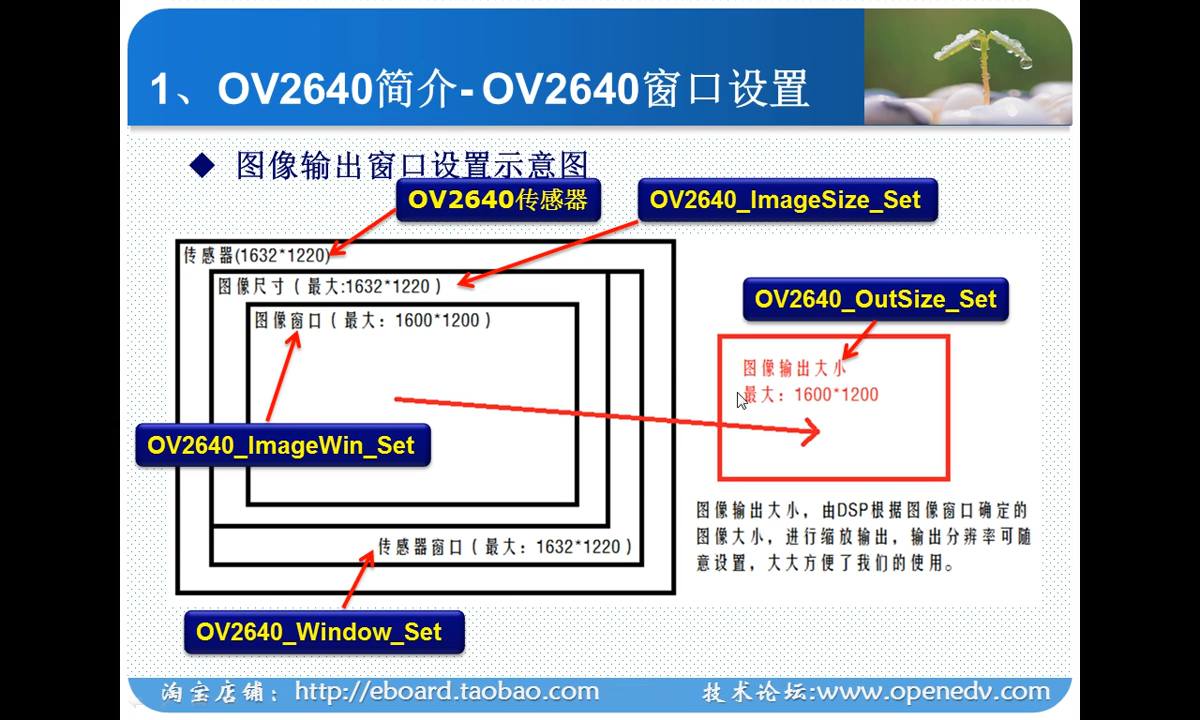 1、OV2640简介-OV2640窗口设置
◆ 图像输出窗口设置示意图
OV2640传感器
OV2640_ImageSize_Set
传感器(1632*1220)
图像尺寸(最大:1632*1220)
OV2640_OutSize_Set
图像窗口(最大：1600*1200)
图像输出大小
最大：1600*1200
OV2640_ImageWin_Set
图像输出大小，由DSP根据图像窗口确定的
图像大小，进行缩放输出，输出分辨率可随
意设置，大大方便了我们的使用。
传感器窗口(最大：1632*1220)
OV2640_Window_Set
淘宝店铺：http://eboard.taobao.com
技术论坛:www.openedv.com